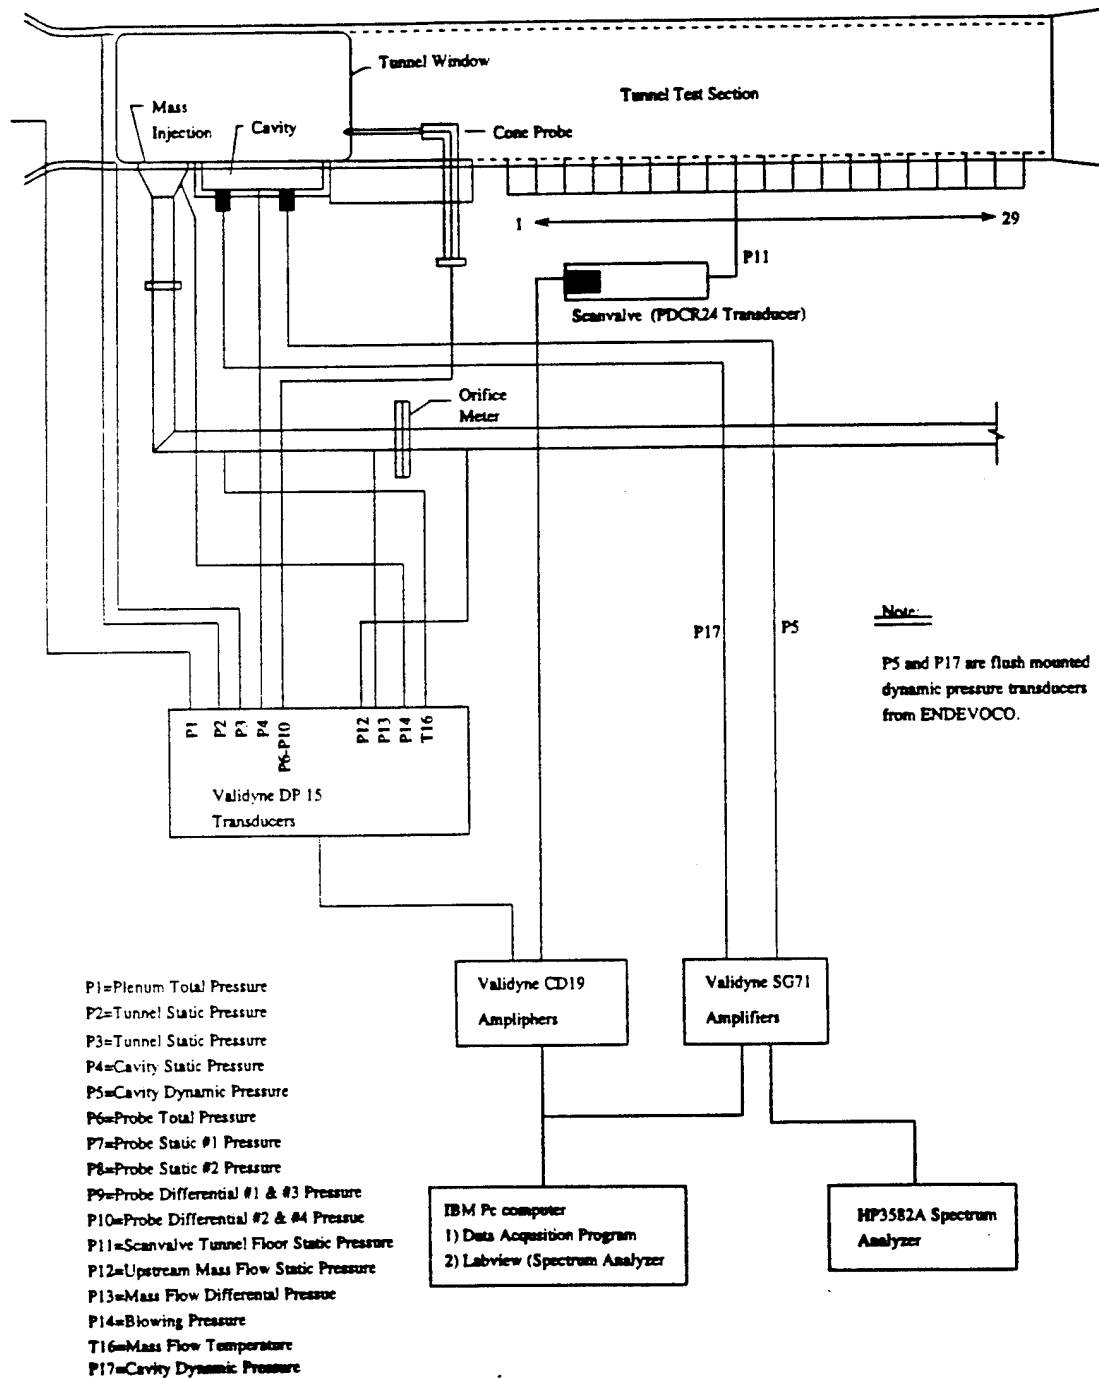 Tunnel Window
Tunnel Test Section
Mass
Injection
Cavity
Cone Probe
1
29
P11
Scanvalve (PDCR24 Transducer)
Orifice
Meter
P17
P5
Note:
P5 and P17 are flush mounted
dynamic pressure transducers
from ENDEVOCO.
P1
P2
P3
P4
P6-P10
P12
P13
P14
T16
Validyne DP 15
Transducers
Validyne CD19
Ampliphers
Validyne SG71
Amplifiers
P1=Plenum Total Pressure
P2=Tunnel Static Pressure
P3=Tunnel Static Pressure
P4=Cavity Static Pressure
P5=Cavity Dynamic Pressure
P6=Probe Total Pressure
P7=Probe Static #1 Pressure
P8=Probe Static #2 Pressure
P9=Probe Differential #1 & #3 Pressure
P10=Probe Differential #2 & #4 Pressue
P11=Scanvalve Tunnel Floor Static Pressure
P12=Upstream Mass Flow Static Pressure
P13=Mass Flow Differental Pressue
P14=Blowing Pressure
T16=Mass Flow Temperature
P17=Cavity Dynamic Pressure
IBM Pc computer
1) Data Acqusition Program
2) Labview (Spectrum Analyzer
HP3582A Spectrum
Analyzer